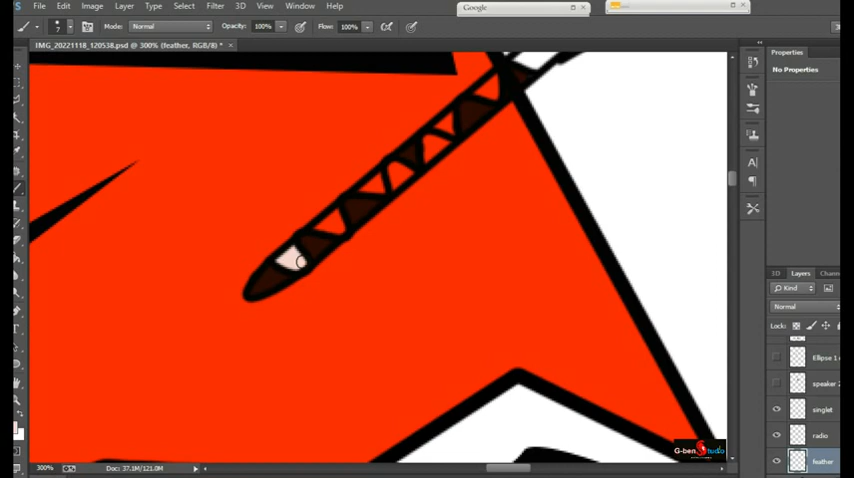 File Edit Image Layer Type Select Filter 3D View Window Help
Google
7 Mode: Normal Opacity: 100% Flow: 100%
IMG_20221118_120538.psd @ 300% (feather, RGB/8) * ×
Properties
No Properties
3D Layers Chann
Kind
Normal
Lock:
Ellipse 1
speaker 2
singlet
radio
feather
G-ben Studio
300% Doc: 37.1M/121.0M